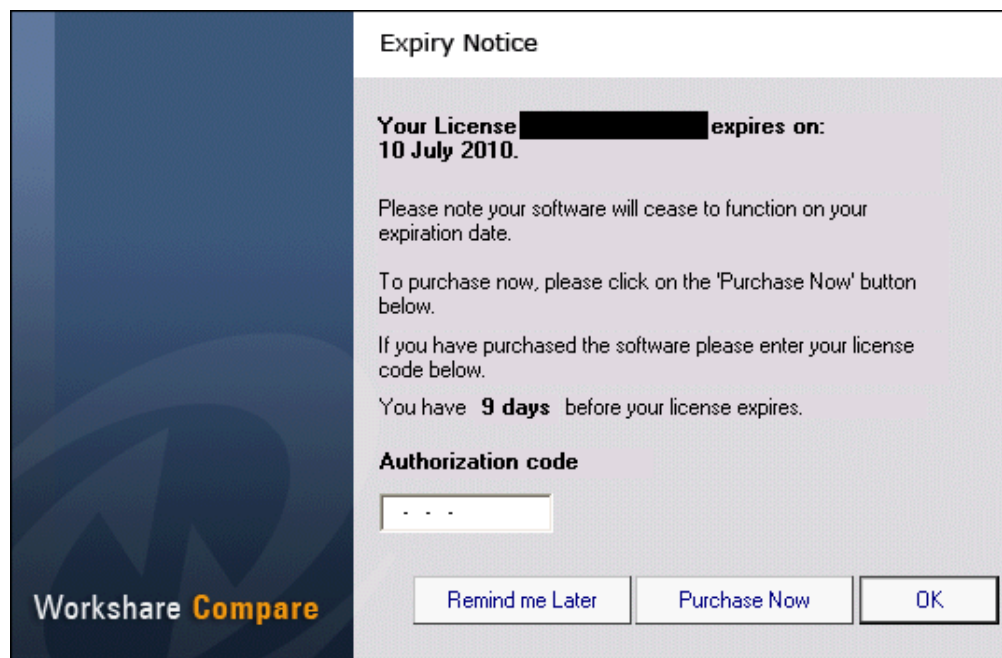 Expiry Notice
Your License expires on:
10 July 2010.
Please note your software will cease to function on your
expiration date.
To purchase now, please click on the 'Purchase Now' button
below.
If you have purchased the software please enter your license
code below.
You have 9 days before your license expires.
Authorization code
- - -
Remind me Later Purchase Now OK
Workshare Compare